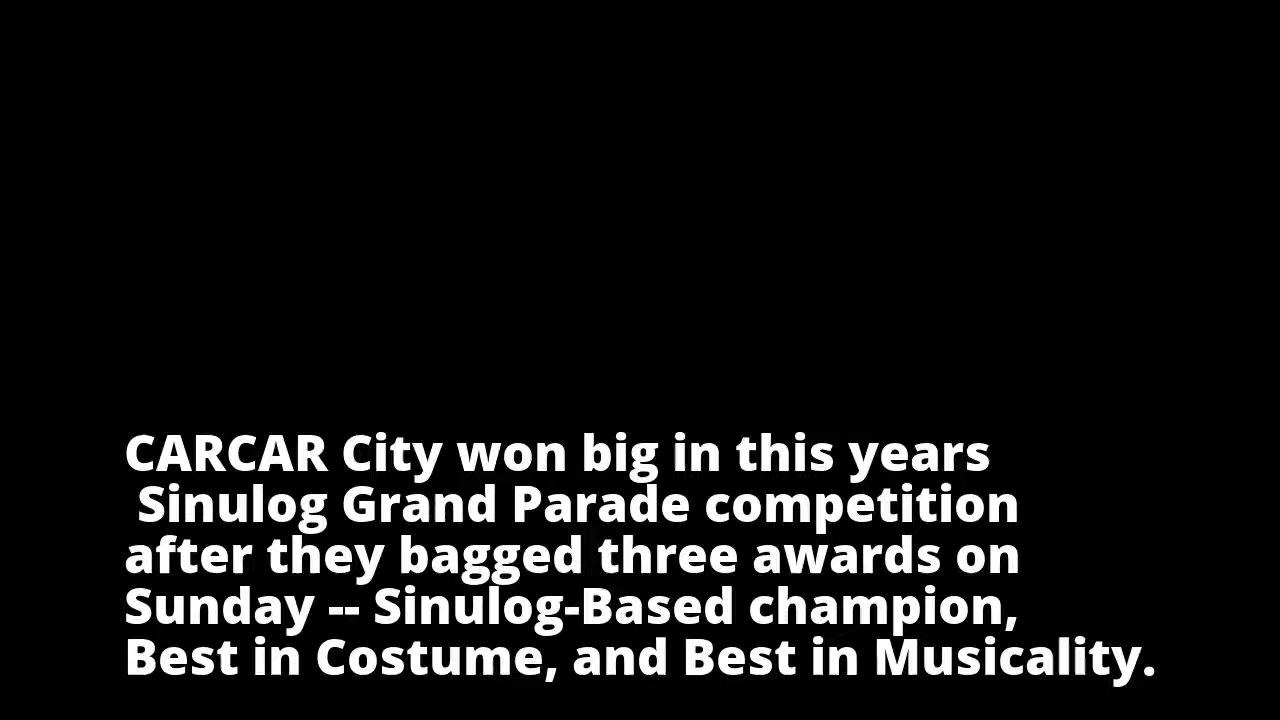 CARCAR City won big in this years
Sinulog Grand Parade competition
after they bagged three awards on
Sunday -- Sinulog-Based champion,
Best in Costume, and Best in Musicality.